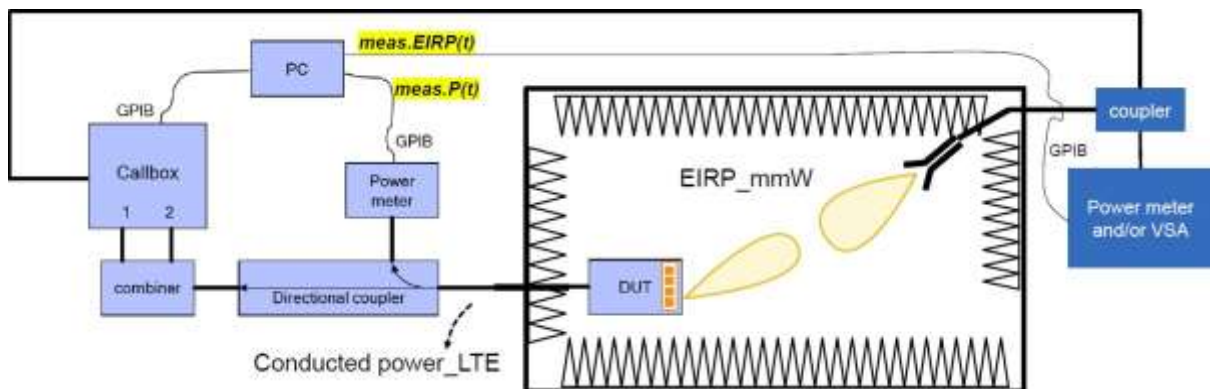 meas.EIRP(t)
PC
meas.P(t)
GPIB
GPIB
coupler
GPIB
Callbox
1 2
Power
meter
EIRP_mmW
Power meter
and/or VSA
combiner
Directional coupler
DUT
Conducted power_LTE